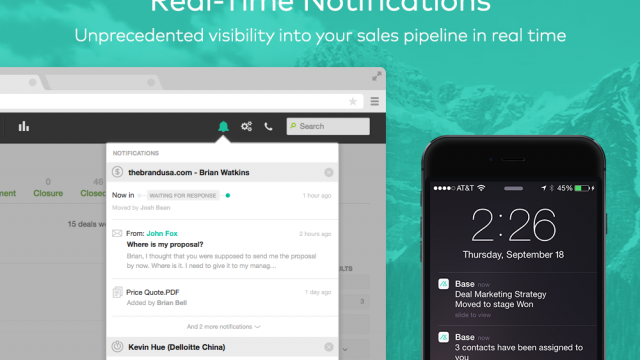 Real-Time Notifications
Unprecedented visibility into your sales pipeline in real time
Search
NOTIFICATIONS
thebrandusa.com - Brian Watkins
Now in
WAITING FOR RESPONSE
1 hour ago
Moved by Josh Bean
From: John Fox
2 hours ago
Where is my proposal?
Brian, I thought that you were supposed to send me the proposal
by now. Where is it. I need to give it to my manag...
Price Quote.PDF
1 day ago
Added by Brian Bell
And 2 more notifications
Kevin Hue (Delloitte China)
0
46
ment
Closure
Closed
15 deals w
ULTS
3
AT&T
45%
2:26
Thursday, September 18
Base now
Deal Marketing Strategy
Moved to stage Won
slide to view
Base now
3 contacts have been assigned to
you